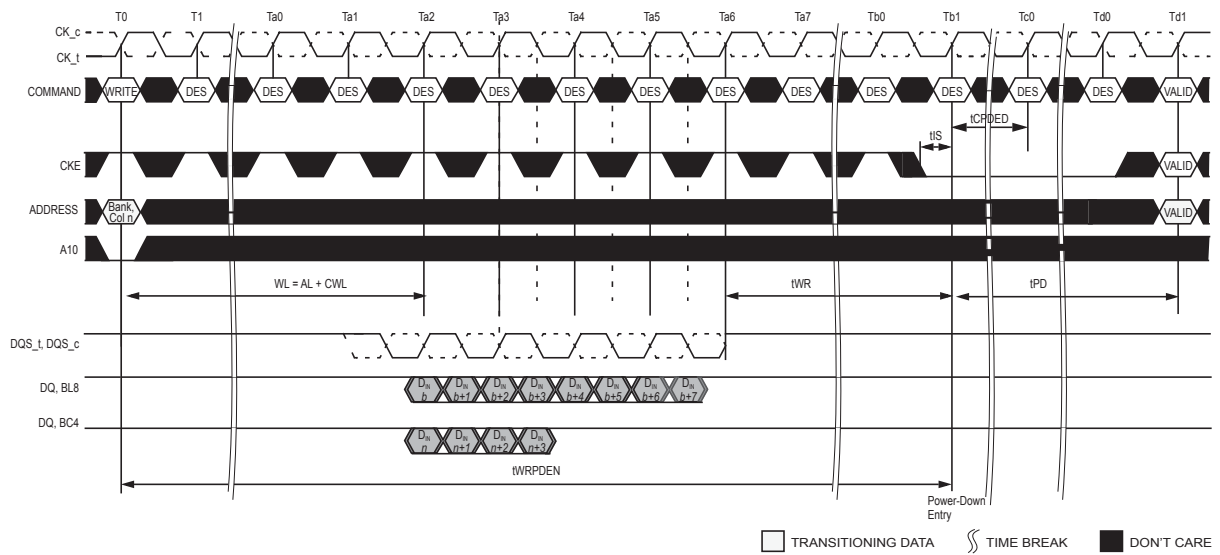 T0 T1 Ta0 Ta1 Ta2 Ta3 Ta4 Ta5 Ta6 Ta7 Tb0 Tb1 Tc0 Td0 Td1
CK_c
CK_t
COMMAND WRITE DES DES DES DES DES DES DES DES DES DES DES DES DES VALID
tCPDED
tIS
CKE VALID
ADDRESS Bank, VALID
Col n
A10
WL = AL + CWL tWR tPD
DQS_t, DQS_c
DQ, BL8 DIN DIN DIN DIN DIN DIN DIN DIN
b b+1 b+2 b+3 b+4 b+5 b+6 b+7
DQ, BC4 DIN DIN DIN DIN
n n+1 n+2 n+3
tWRPDEN
Power-Down
Entry
TRANSITIONING DATA TIME BREAK DON'T CARE